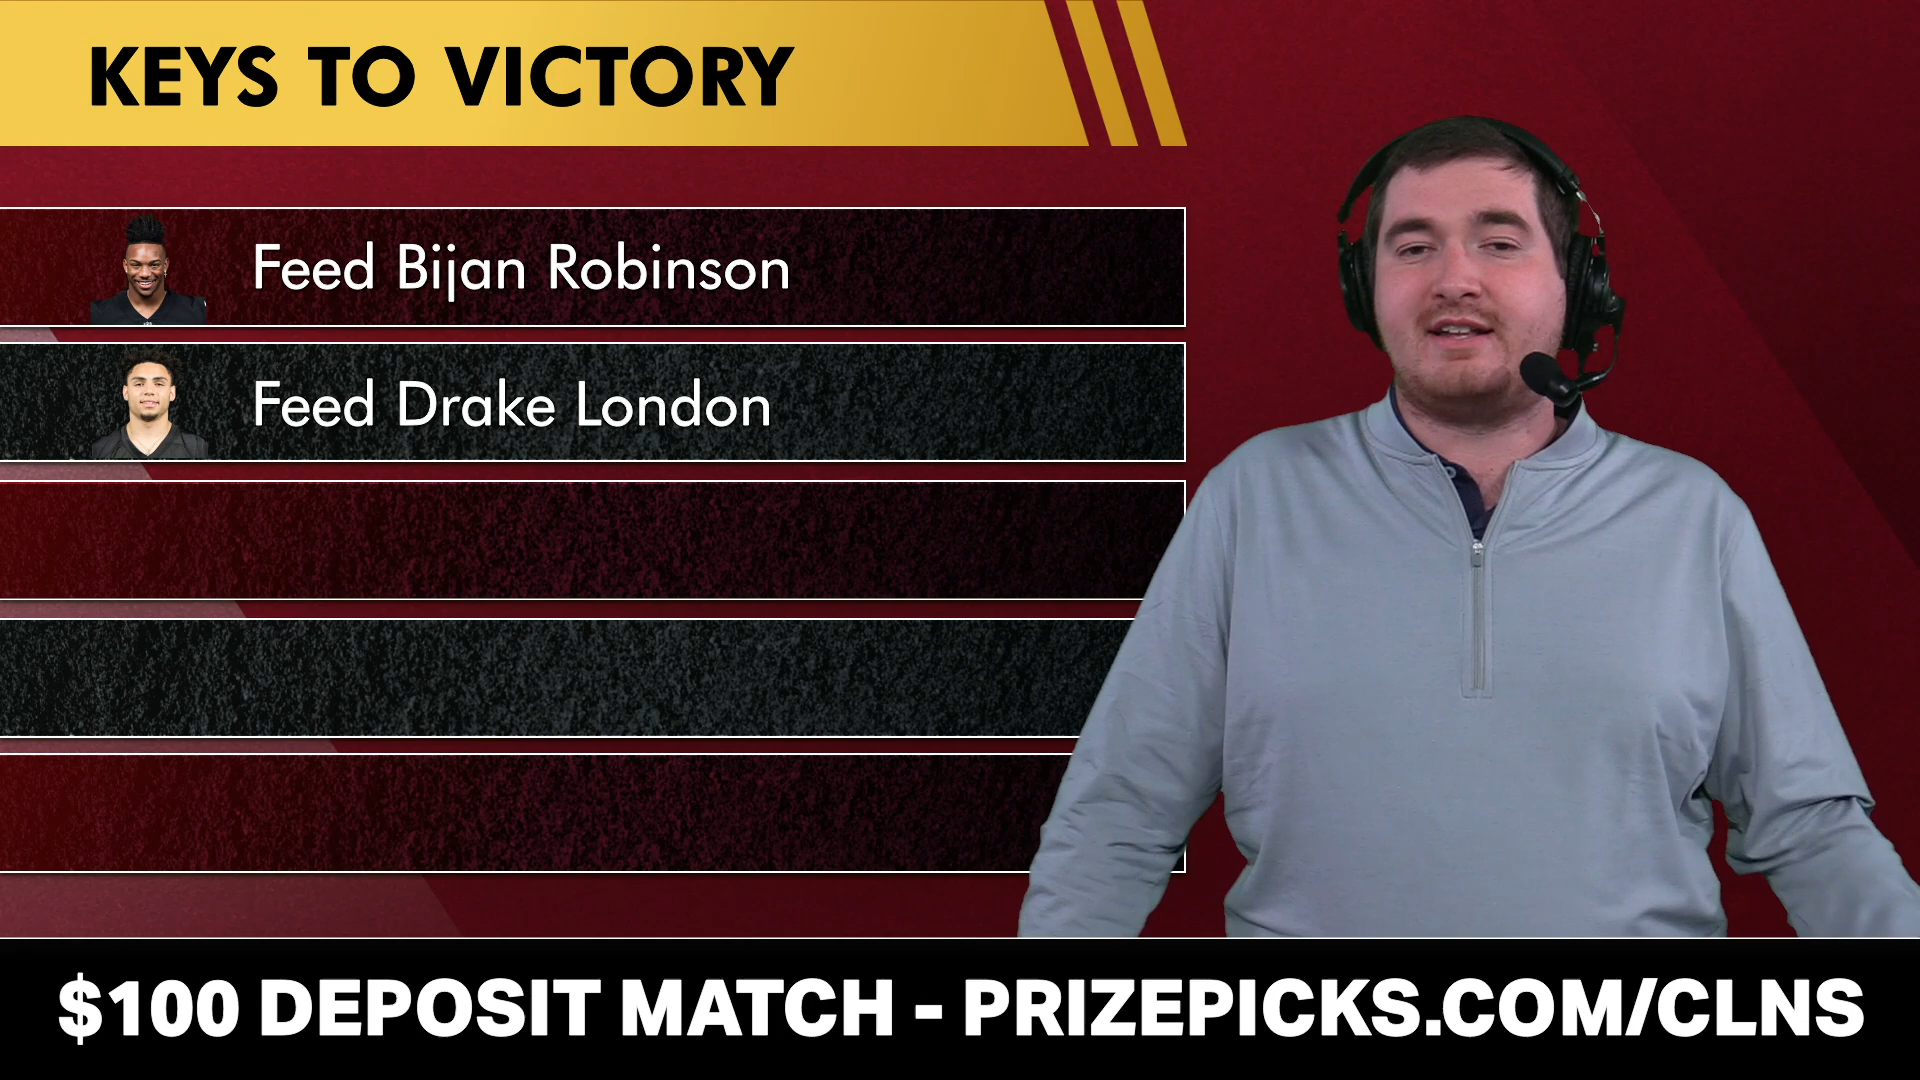 KEYS TO VICTORY
Feed Bijan Robinson
Feed Drake London
$100 DEPOSIT MATCH - PRIZEPICKS.COM/CLNS